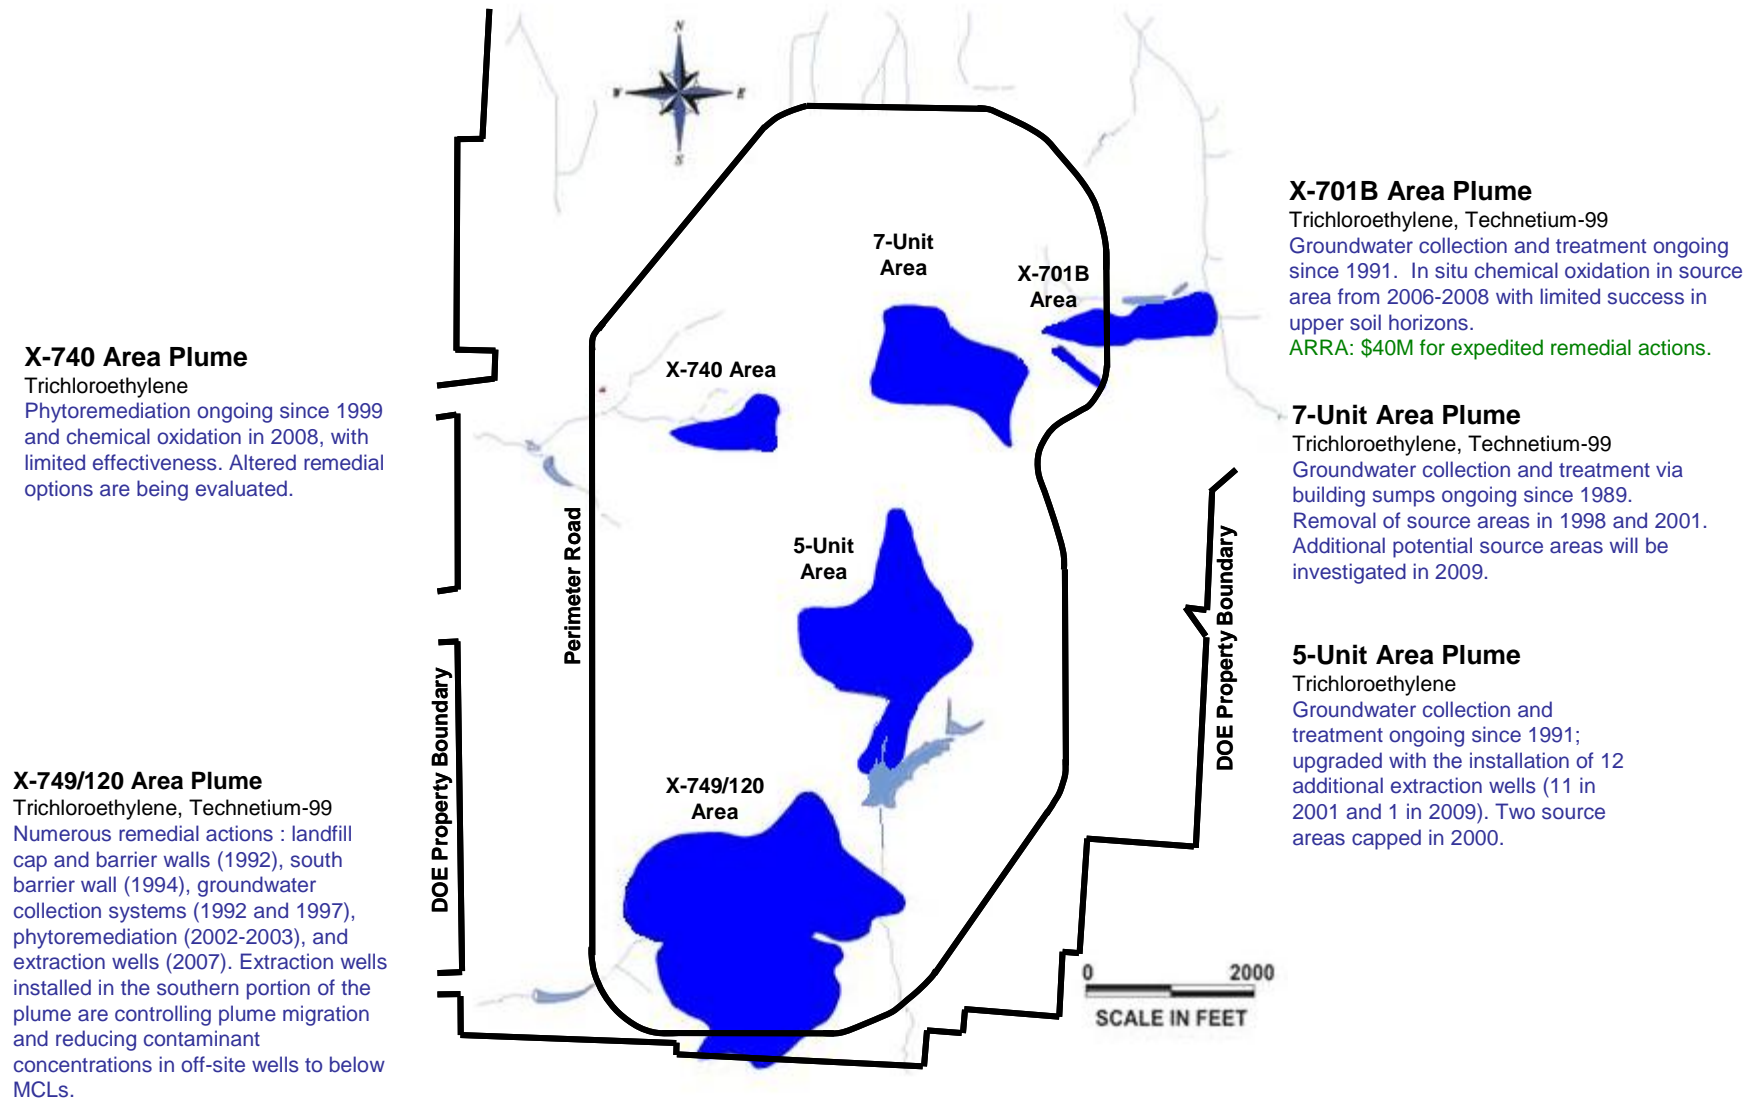 N
W
E
S
7-Unit
Area
X-701B
Area
X-740 Area
5-Unit
Area
X-749/120
Area
Perimeter Road
DOE Property Boundary
DOE Property Boundary
0 2000
SCALE IN FEET
X-740 Area Plume
Trichloroethylene
Phytoremediation ongoing since 1999
and chemical oxidation in 2008, with
limited effectiveness. Altered remedial
options are being evaluated.
X-749/120 Area Plume
Trichloroethylene, Technetium-99
Numerous remedial actions : landfill
cap and barrier walls (1992), south
barrier wall (1994), groundwater
collection systems (1992 and 1997),
phytoremediation (2002-2003), and
extraction wells (2007). Extraction wells
installed in the southern portion of the
plume are controlling plume migration
and reducing contaminant
concentrations in off-site wells to below
MCLs.
X-701B Area Plume
Trichloroethylene, Technetium-99
Groundwater collection and treatment ongoing
since 1991.  In situ chemical oxidation in source
area from 2006-2008 with limited success in
upper soil horizons.
ARRA: $40M for expedited remedial actions.
7-Unit Area Plume
Trichloroethylene, Technetium-99
Groundwater collection and treatment via
building sumps ongoing since 1989.
Removal of source areas in 1998 and 2001.
Additional potential source areas will be
investigated in 2009.
5-Unit Area Plume
Trichloroethylene
Groundwater collection and
treatment ongoing since 1991;
upgraded with the installation of 12
additional extraction wells (11 in
2001 and 1 in 2009). Two source
areas capped in 2000.